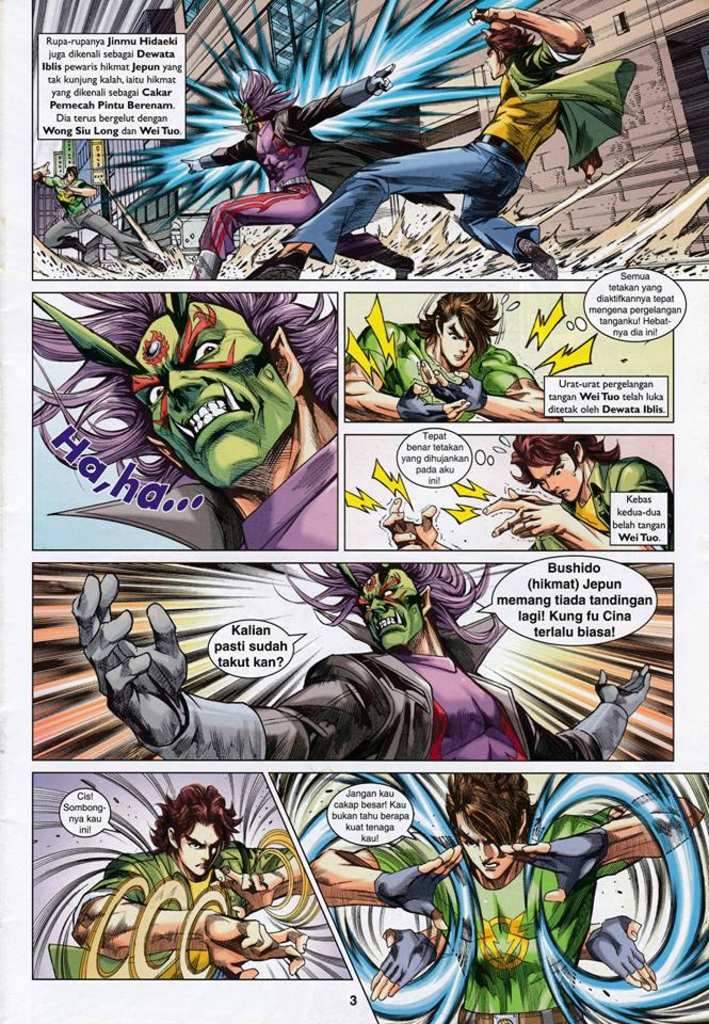 Rupa-rupanya Jinmu Hidaeki
juga dikenali sebagai Dewata
Iblis pewaris hikmat Jepun yang
tak kunjung kalah, iaitu hikmat
yang dikenali sebagai Cakar
Pemecah Pintu Berenam.
Dia terus bergelut dengan
Wong Siu Long dan Wei Tuo.
Ha, ha...
Semua
tetakan yang
diaktifkannya tepat
mengena pergelangan
tanganku! Hebat-
nya dia ini!
Urat-urat pergelangan
tangan Wei Tuo telah luka
ditetak oleh Dewata Iblis.
Tepat
benar tetakan
yang dihujankan
pada aku
ini!
Kebas
kedua-dua
belah tangan
Wei Tuo.
Kalian
pasti sudah
takut kan?
Bushido
(hikmat) Jepun
memang tiada tandingan
lagi! Kung fu Cina
terlalu biasa!
Cis!
Sombong-
nya kau
ini!
Jangan kau
cakap besar! Kau
bukan tahu berapa
kuat tenaga
kau!
3